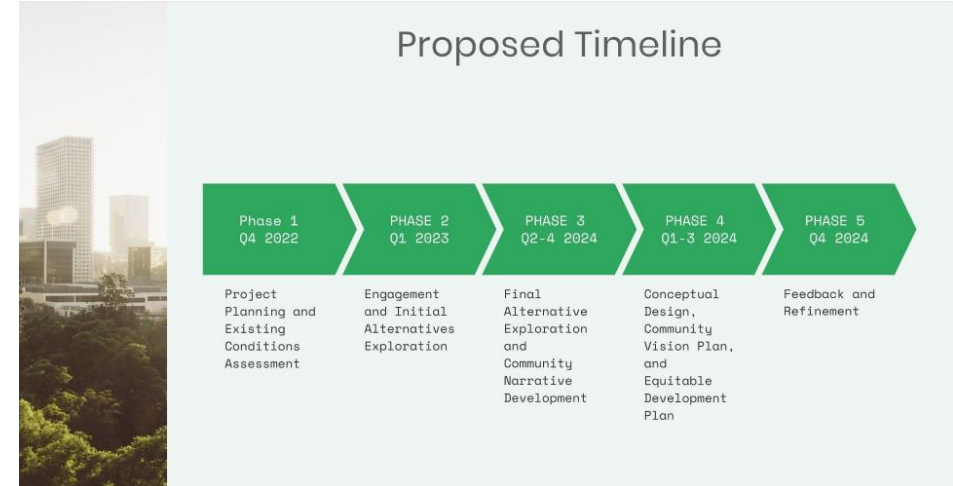 Proposed Timeline
Phase 1
Q4 2022
PHASE 2
Q1 2023
PHASE 3
Q2-4 2024
PHASE 4
Q1-3 2024
PHASE 5
Q4 2024
Project
Planning and
Existing
Conditions
Assessment
Engagement
and Initial
Alternatives
Exploration
Final
Alternative
Exploration
and
Community
Narrative
Development
Conceptual
Design,
Community
Vision Plan,
and
Equitable
Development
Plan
Feedback and
Refinement